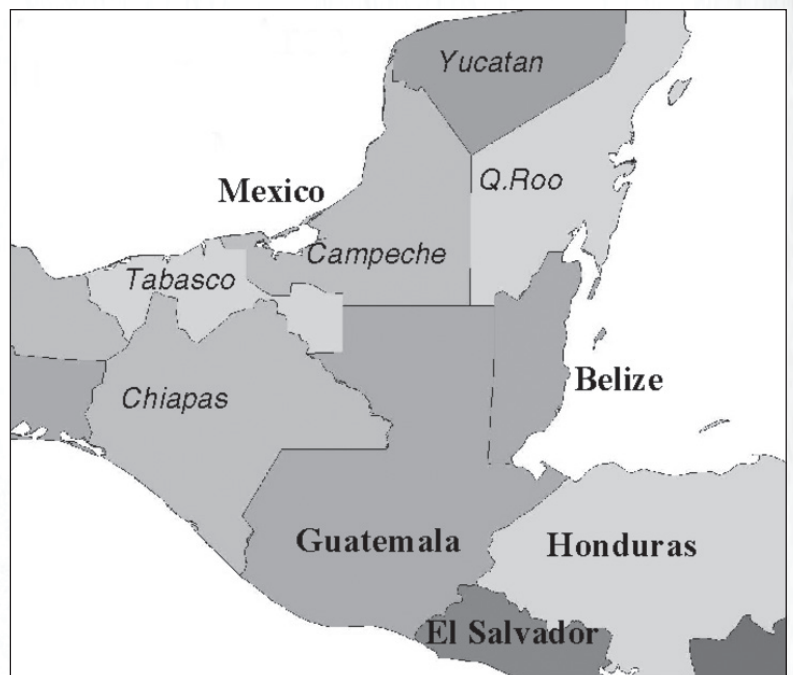 Yucatan
Q.Roo
Mexico
Campeche
Tabasco
Belize
Chiapas
Guatemala
Honduras
El Salvador